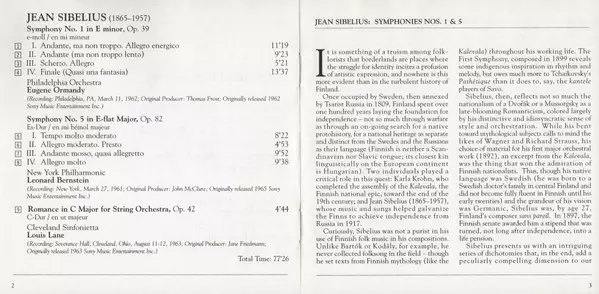 JEAN SIBELIUS (1865–1957)
Symphony No. 1 in E minor, Op. 39
e-moll / en mi mineur
1 I. Andante, ma non troppo. Allegro energico 11'19
2 II. Andante (ma non troppo lento) 9'23
3 III. Scherzo. Allegro 5'21
4 IV. Finale (Quasi una fantasia) 13'37
Philadelphia Orchestra
Eugene Ormandy
(Recording: Philadelphia, PA, March 11, 1962; Original Producer: Thomas Frost; Originally released 1962
Sony Music Entertainment Inc.)
Symphony No. 5 in E-flat Major, Op. 82
Es-Dur / en mi bémol majeur
5 I. Tempo molto moderato 8'22
6 II. Allegro moderato. Presto 4'53
7 III. Andante mosso, quasi allegretto 9'52
8 IV. Allegro molto 9'38
New York Philharmonic
Leonard Bernstein
(Recording: New York, March 27, 1961; Original Producer: John McClure; Originally released 1965 Sony
Music Entertainment Inc.)
9 Romance in C Major for String Orchestra, Op. 42 4'44
C-Dur / en ut majeur
Cleveland Sinfonietta
Louis Lane
(Recording: Severance Hall, Cleveland, Ohio, August 11-12, 1963; Original Producer: Jane Friedmann;
Originally released 1965 Sony Music Entertainment Inc.)
Total Time: 77'26
2
JEAN SIBELIUS: SYMPHONIES NOS. 1 & 5
It is something of a truism among folk-
lorists that borderlands are places where
the struggle for identity incites a profusion
of artistic expression, and nowhere is this
more evident than in the turbulent history of
Finland.
Once occupied by Sweden, then annexed
by Tsarist Russia in 1809, Finland spent over
one hundred years laying the foundation for
independence – not so much through warfare
as through an on-going search for a native
protohistory, for a national heritage as separate
and distinct from the Swedes and the Russians
as their language (Finnish is neither a Scan-
dinavian nor Slavic tongue; its closest kin
linguistically on the European continent
is Hungarian). Two individuals played a
critical role in this quest: Karla Krohn, who
completed the assembly of the Kalevala, the
Finnish national epic, toward the end of the
19th century; and Jean Sibelius (1865–1957),
whose music and songs helped galvanize
the Finns to achieve independence from
Russia in 1917.
Curiously, Sibelius was not a purist in his
use of Finnish folk music in his compositions.
Unlike Bartók or Kodály, for example, he
never collected folksong in the field – though
he set texts from Finnish mythology (like the
Kalevala) throughout his working life. The
First Symphony, composed in 1899 reveals
some indigenous inspiration in rhythm and
melody, but owes much more to Tchaikovsky's
Pathétique than it does to, say, the kantele
players of Savo.
Sibelius, then, reflects not so much the
nationalism of a Dvořák or a Mussorgsky as a
late-blooming Romanticism, colored largely
by his distinctive and idiosyncratic sense of
style and orchestration. While his bent
toward mythological subjects calls to mind the
likes of Wagner and Richard Strauss, his
choice of material for his first major orchestral
work (1892), an excerpt from the Kalevala,
was the thing that won the admiration of
Finnish nationalists. Thus, though his native
language was Swedish (he was born to a
Swedish doctor's family in central Finland and
did not become fully fluent in Finnish until his
early twenties) and the grandeur of his vision
was Germanic, Sibelius was, by age 27,
Finland's composer sans pareil. In 1897, the
Finnish senate awarded him a stipend that was
turned, not long after independence, into a
life pension.
Sibelius presents us with an intriguing
series of dichotomies that, in the end, add a
peculiarly compelling dimension to our
3